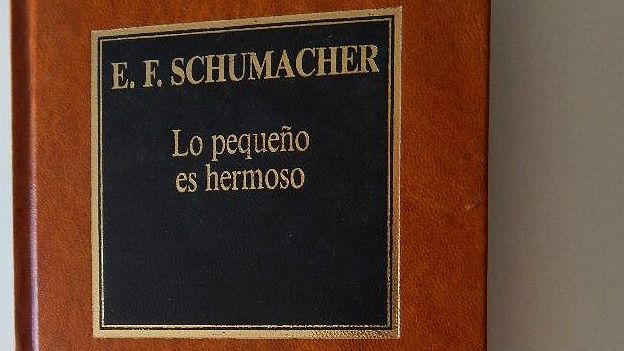 E. F. SCHUMACHER
Lo pequeño
es hermoso